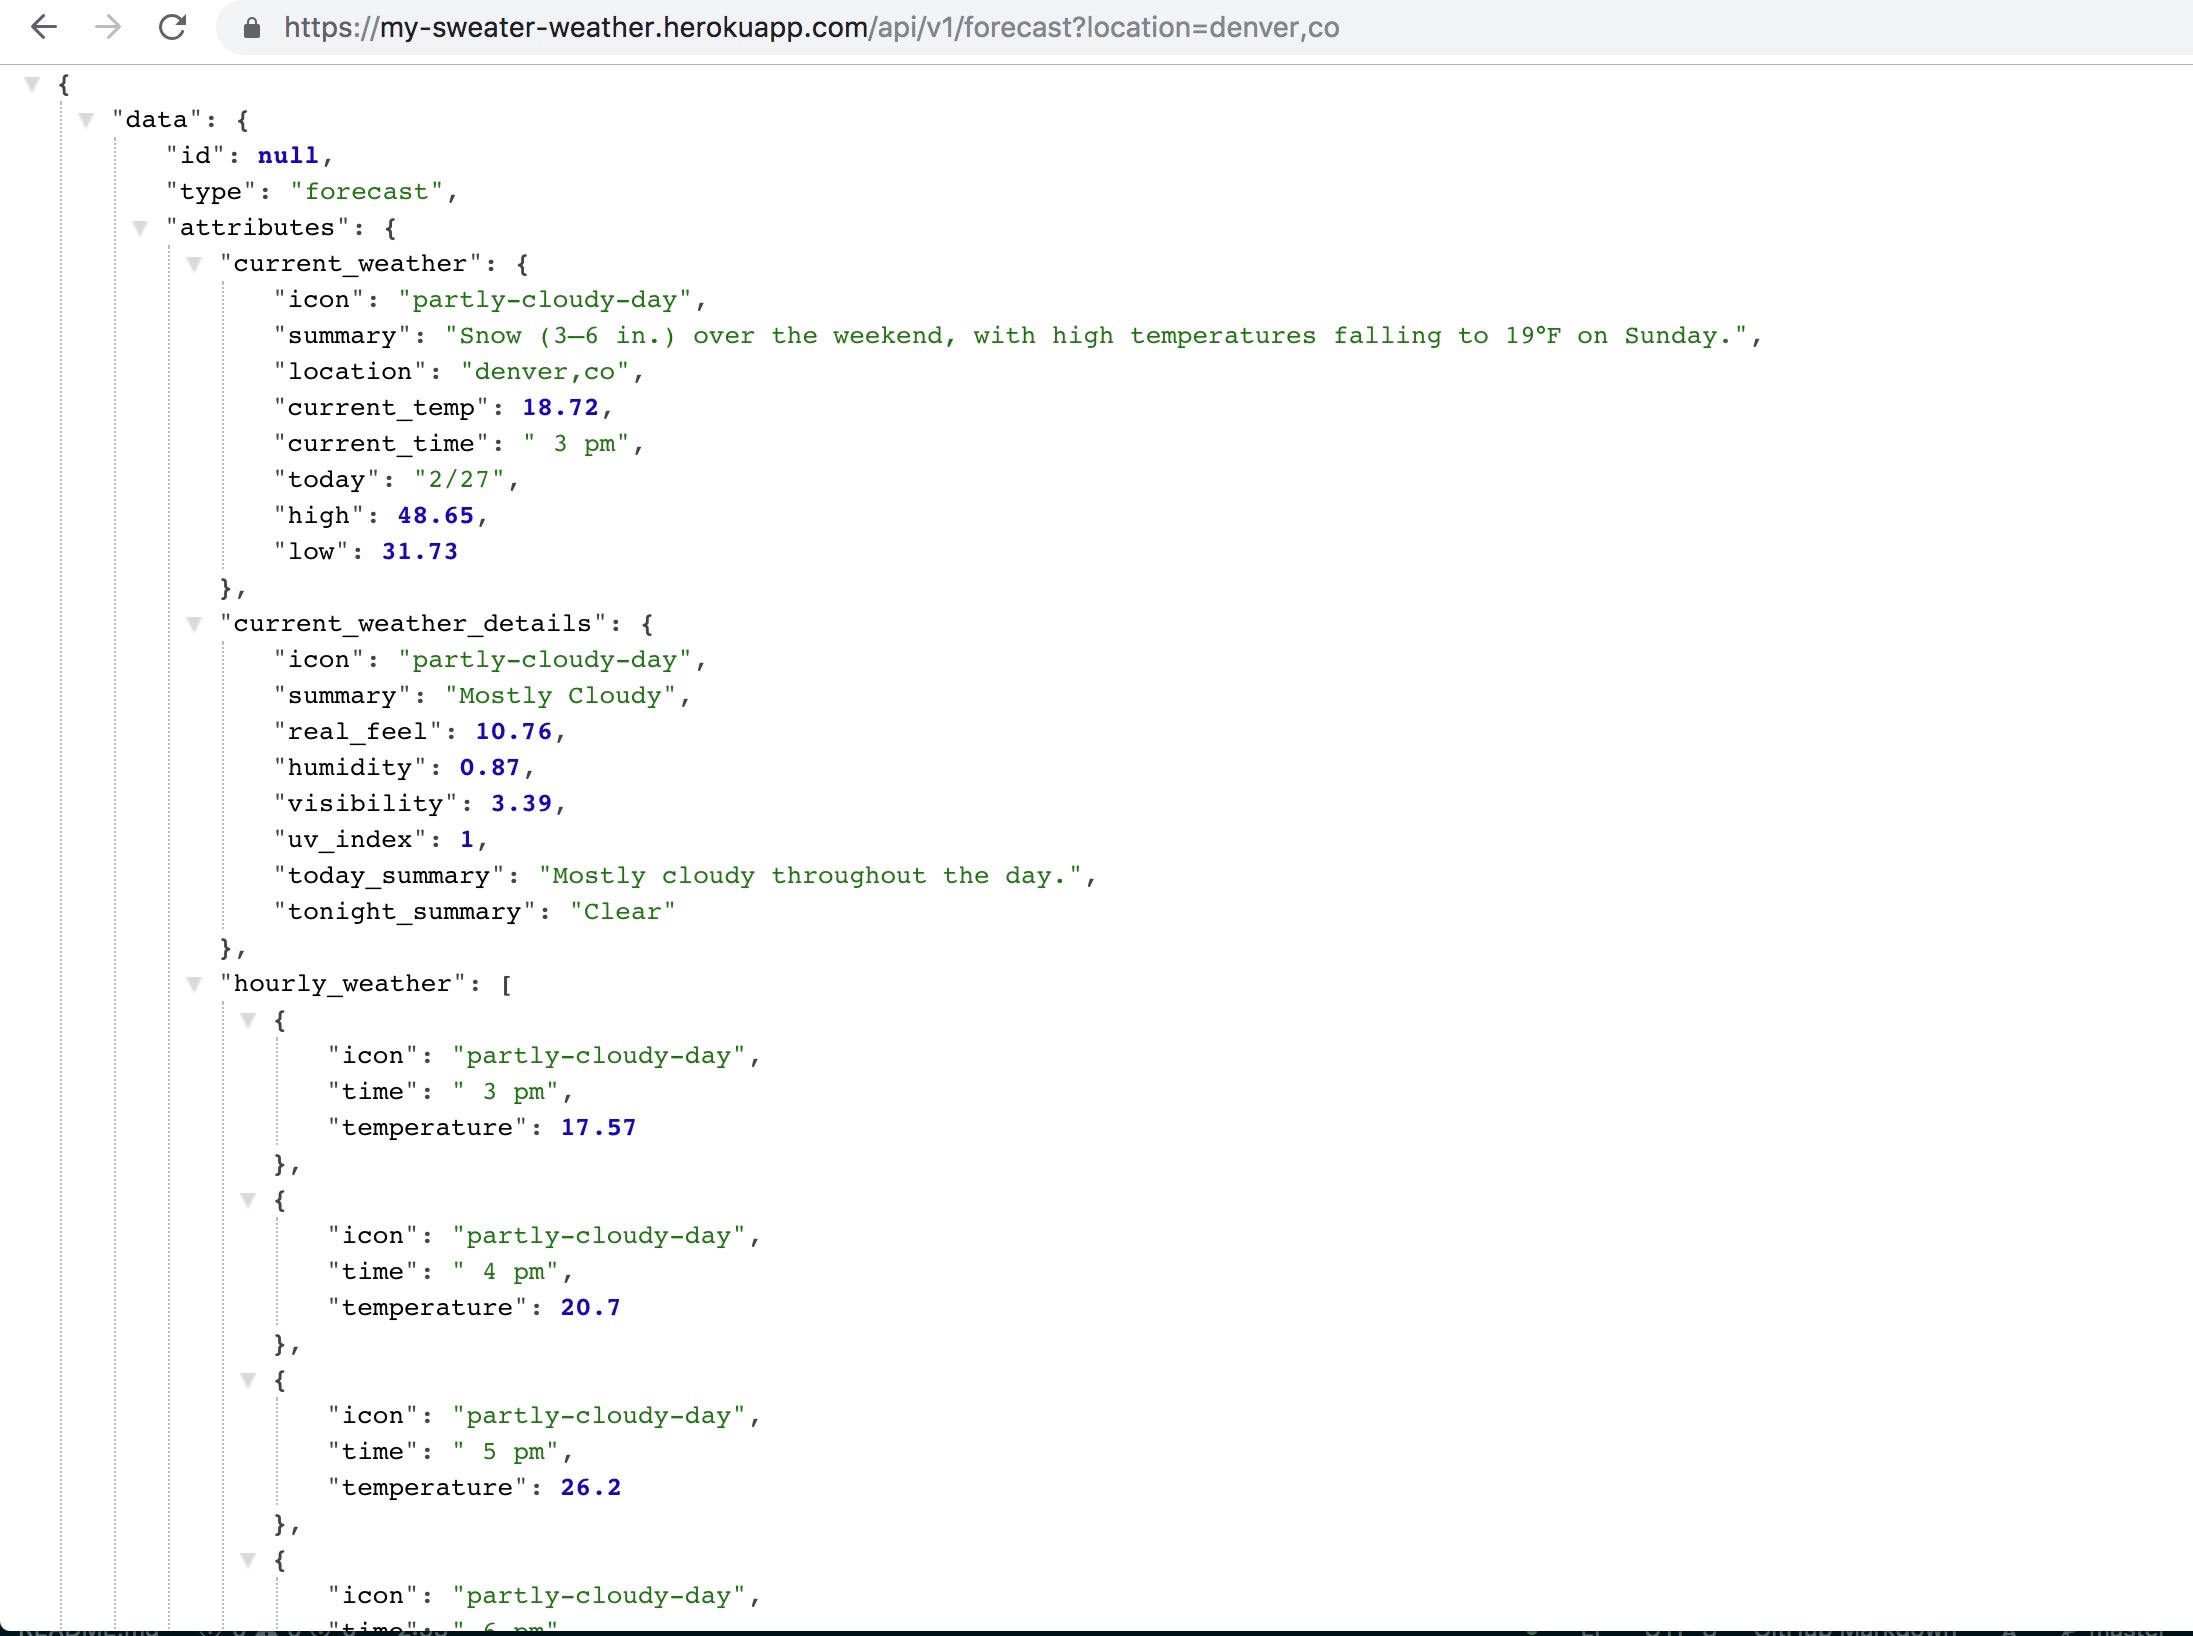 https://my-sweater-weather.herokuapp.com/api/v1/forecast?location=denver,co
{
"data": {
"id": null,
"type": "forecast",
"attributes": {
"current_weather": {
"icon": "partly-cloudy-day",
"summary": "Snow (3–6 in.) over the weekend, with high temperatures falling to 19°F on Sunday.",
"location": "denver,co",
"current_temp": 18.72,
"current_time": " 3 pm",
"today": "2/27",
"high": 48.65,
"low": 31.73
},
"current_weather_details": {
"icon": "partly-cloudy-day",
"summary": "Mostly Cloudy",
"real_feel": 10.76,
"humidity": 0.87,
"visibility": 3.39,
"uv_index": 1,
"today_summary": "Mostly cloudy throughout the day.",
"tonight_summary": "Clear"
},
"hourly_weather": [
{
"icon": "partly-cloudy-day",
"time": " 3 pm",
"temperature": 17.57
},
{
"icon": "partly-cloudy-day",
"time": " 4 pm",
"temperature": 20.7
},
{
"icon": "partly-cloudy-day",
"time": " 5 pm",
"temperature": 26.2
},
{
"icon": "partly-cloudy-day",
"time": " 6 pm"